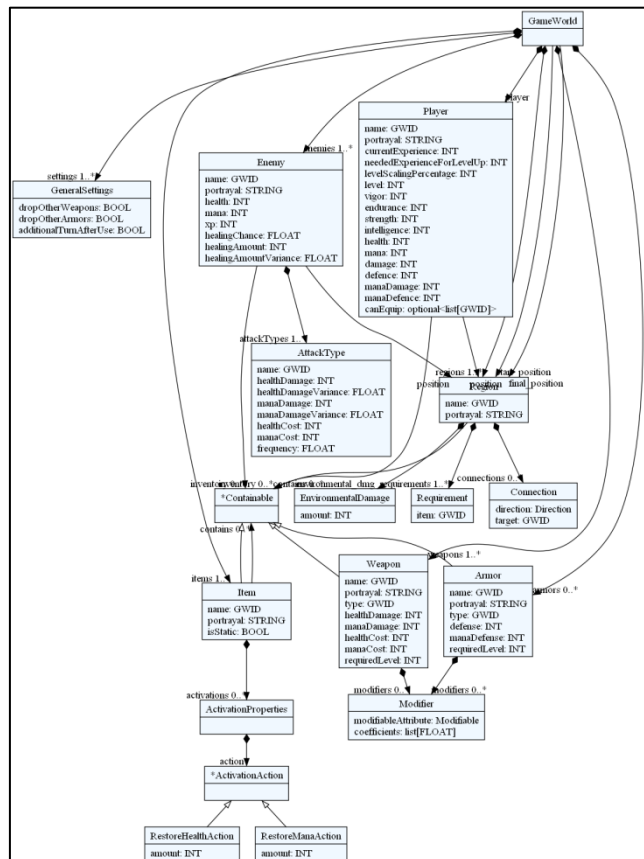 GameWorld
player
Player
name: GWID
portrayal: STRING
currentExperience: INT
neededExperienceForLevelUp: INT
levelScalingPercentage: INT
level: INT
vigor: INT
endurance: INT
strength: INT
intelligence: INT
health: INT
mana: INT
damage: INT
defence: INT
manaDamage: INT
manaDefence: INT
canEquip: optional<list[GWID]>
enemies 1..*
Enemy
name: GWID
portrayal: STRING
health: INT
mana: INT
xp: INT
healingChance: FLOAT
healingAmount: INT
healingAmountVariance: FLOAT
settings 1..*
GeneralSettings
dropOtherWeapons: BOOL
dropOtherArmors: BOOL
additionalTurnAfterUse: BOOL
attackTypes 1..*
AttackType
name: GWID
healthDamage: INT
healthDamageVariance: FLOAT
manaDamage: INT
manaDamageVariance: FLOAT
healthCost: INT
manaCost: INT
frequency: FLOAT
position
position
final_position
Region
name: GWID
portrayal: STRING
inventory 0..*
*Containable
EnvironmentalDamage
amount: INT
requirements 1..*
Requirement
item: GWID
connections 0..*
Connection
direction: Direction
target: GWID
contains 0..*
items 1..*
Item
name: GWID
portrayal: STRING
isStatic: BOOL
weapons 1..*
Weapon
name: GWID
portrayal: STRING
type: GWID
healthDamage: INT
manaDamage: INT
healthCost: INT
manaCost: INT
requiredLevel: INT
armors 0..*
Armor
name: GWID
portrayal: STRING
type: GWID
defense: INT
manaDefense: INT
requiredLevel: INT
modifiers 0..*
modifiers 0..*
Modifier
modifiableAttribute: Modifiable
coefficients: list[FLOAT]
activations 0..*
ActivationProperties
action
*ActivationAction
RestoreHealthAction
amount: INT
RestoreManaAction
amount: INT